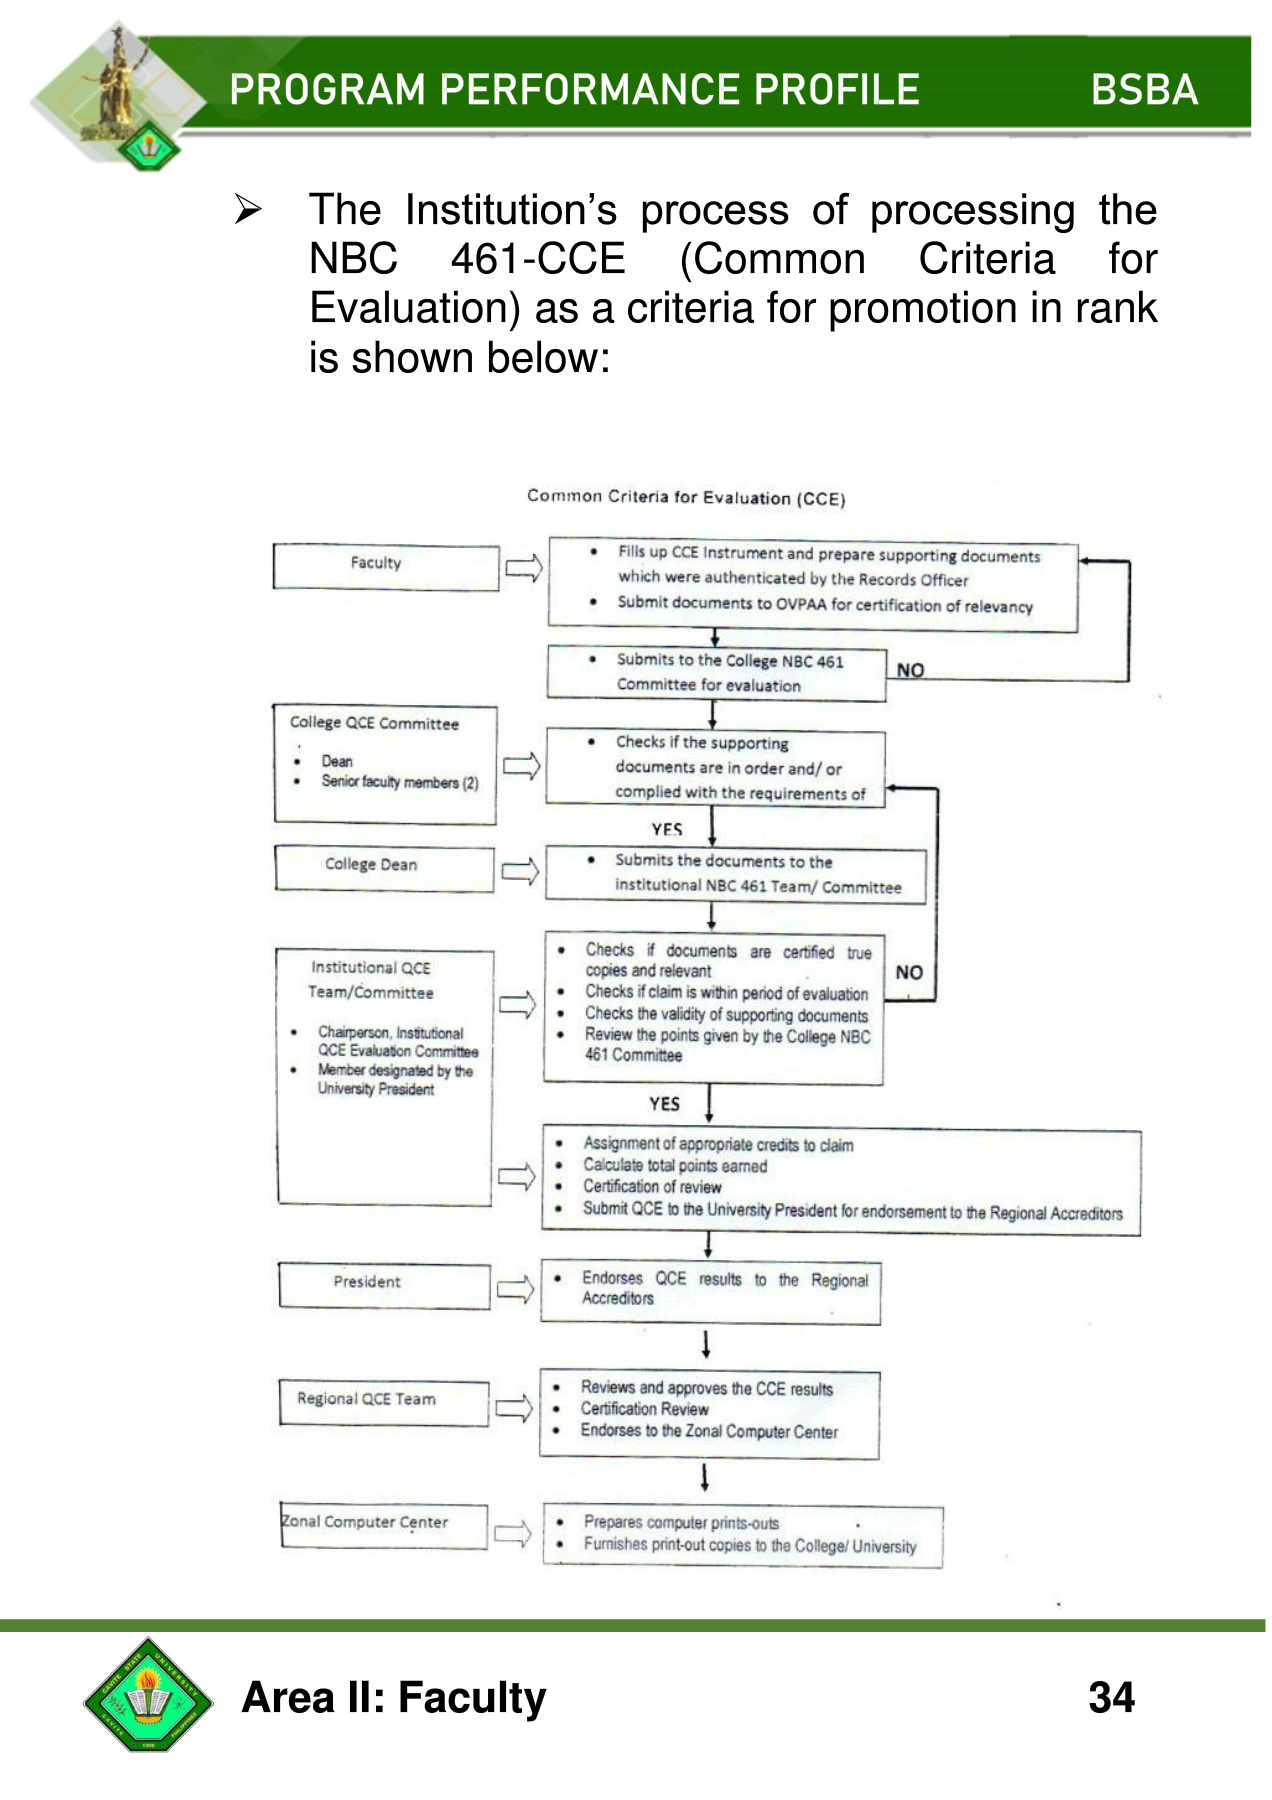 PROGRAM PERFORMANCE PROFILE BSBA
➢ The Institution’s process of processing the
NBC 461-CCE (Common Criteria for
Evaluation) as a criteria for promotion in rank
is shown below:
Common Criteria for Evaluation (CCE)
Faculty
• Fills up CCE Instrument and prepare supporting documents
which were authenticated by the Records Officer
• Submit documents to OVPAA for certification of relevancy
• Submits to the College NBC 461
Committee for evaluation
NO
College QCE Committee
• Dean
• Senior faculty members (2)
• Checks if the supporting
documents are in order and/ or
complied with the requirements of
YES
College Dean
• Submits the documents to the
institutional NBC 461 Team/ Committee
Institutional QCE
Team/Committee
• Chairperson, Institutional
QCE Evaluation Committee
• Member designated by the
University President
• Checks if documents are certified true
copies and relevant
• Checks if claim is within period of evaluation
• Checks the validity of supporting documents
• Review the points given by the College NBC
461 Committee
NO
YES
• Assignment of appropriate credits to claim
• Calculate total points earned
• Certification of review
• Submit QCE to the University President for endorsement to the Regional Accreditors
President
• Endorses QCE results to the Regional
Accreditors
Regional QCE Team
• Reviews and approves the CCE results
• Certification Review
• Endorses to the Zonal Computer Center
Zonal Computer Center
• Prepares computer prints-outs
• Furnishes print-out copies to the College/ University
CAVITE STATE UNIVERSITY
CAVITE
1906
PHILIPPINES
Area II: Faculty 34